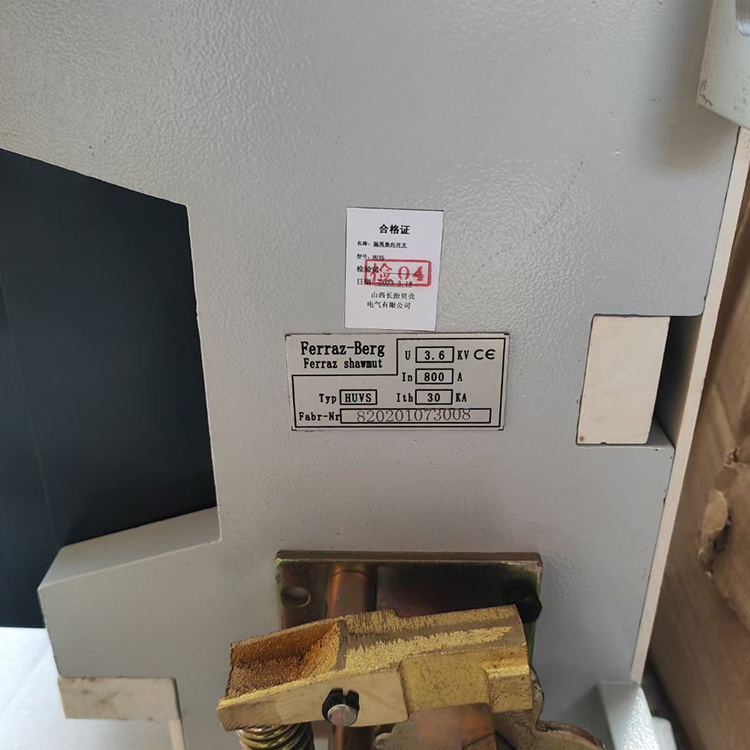 合格证
名称: 隔离换向开关
型号: HUVS
检验员:
检04
日期:
山西长治贝壳
电气有限公司
Ferraz-Berg
Ferraz shawmut
U 3.6 KV CE
In 800 A
Typ HUVS Ith 30 KA
Fabr-Nr 820201073008